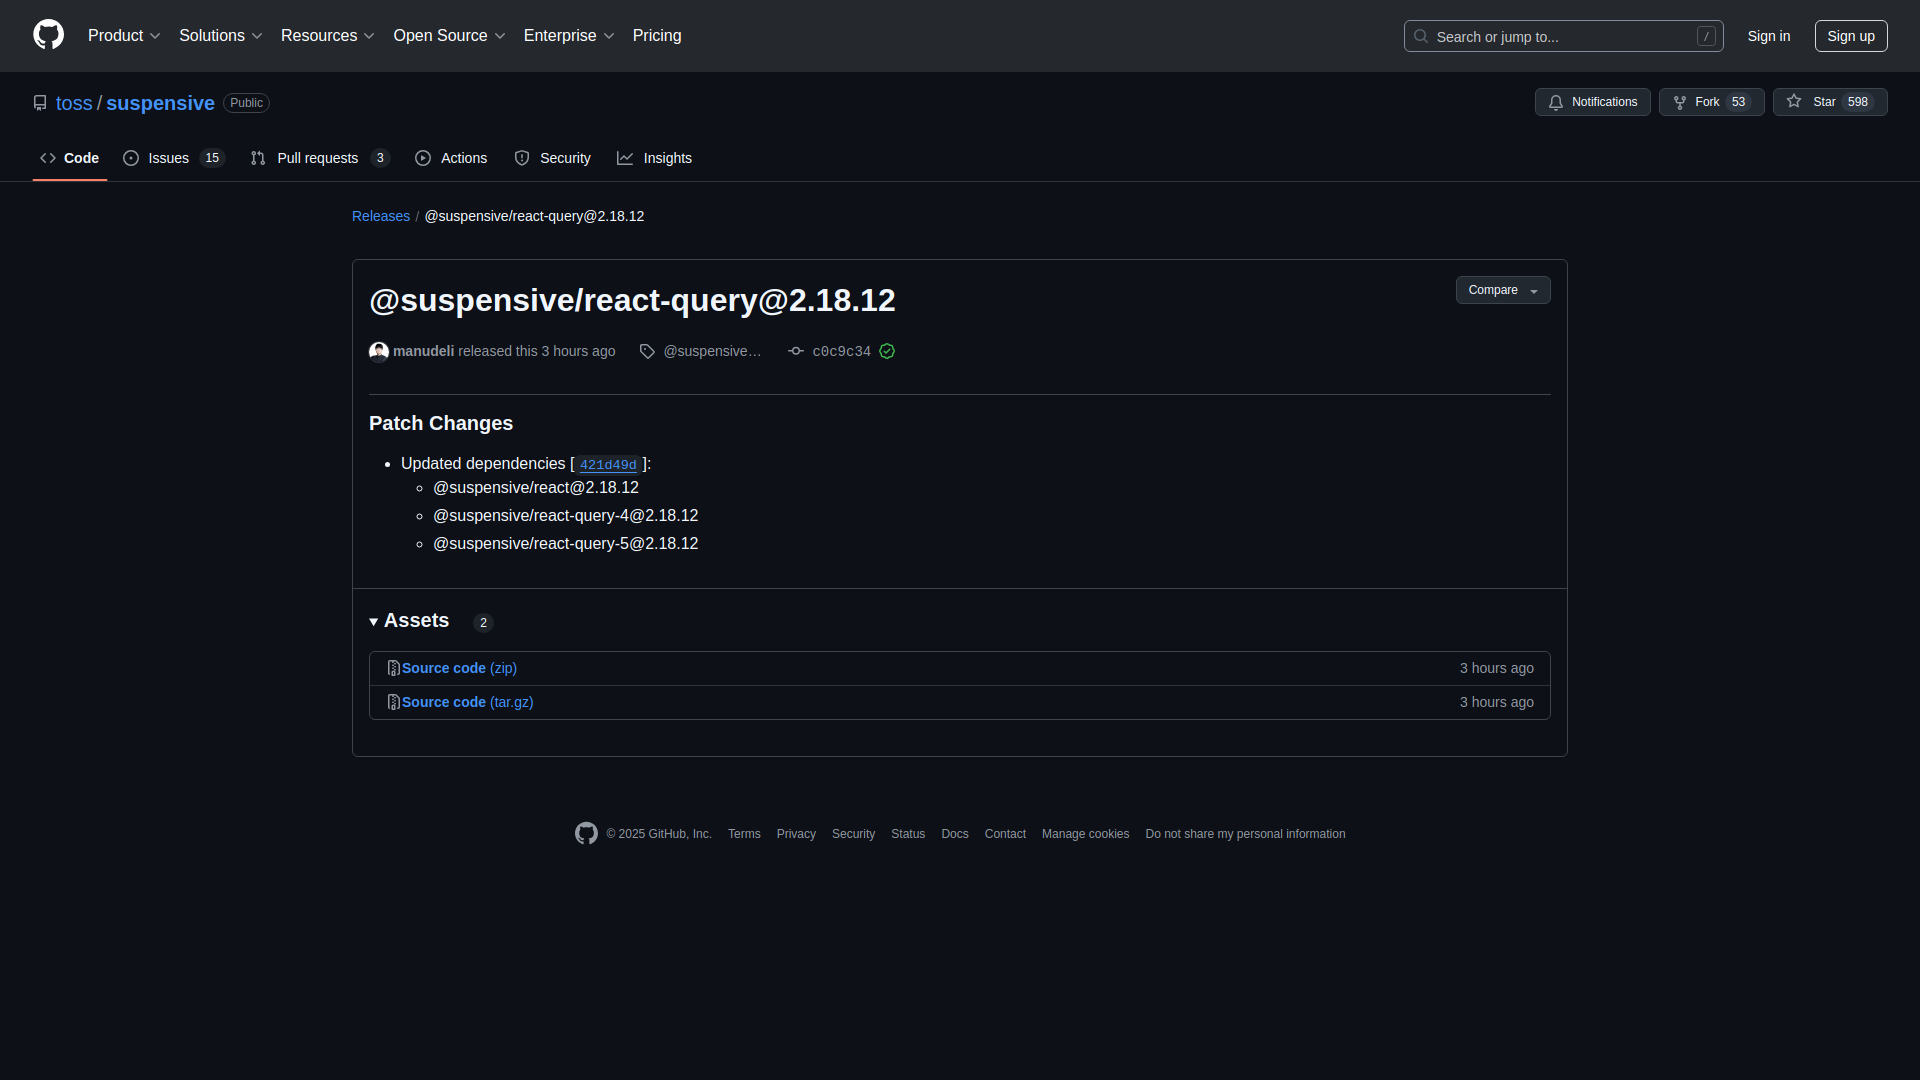 Product Solutions Resources Open Source Enterprise Pricing Search or jump to... / Sign in Sign up
toss / suspensive Public Notifications Fork 53 Star 598
Code Issues 15 Pull requests 3 Actions Security Insights
Releases / @suspensive/react-query@2.18.12
@suspensive/react-query@2.18.12 Compare
manudeli released this 3 hours ago @suspensive… c0c9c34
Patch Changes
Updated dependencies [421d49d]:
@suspensive/react@2.18.12
@suspensive/react-query-4@2.18.12
@suspensive/react-query-5@2.18.12
Assets 2
Source code (zip) 3 hours ago
Source code (tar.gz) 3 hours ago
© 2025 GitHub, Inc. Terms Privacy Security Status Docs Contact Manage cookies Do not share my personal information